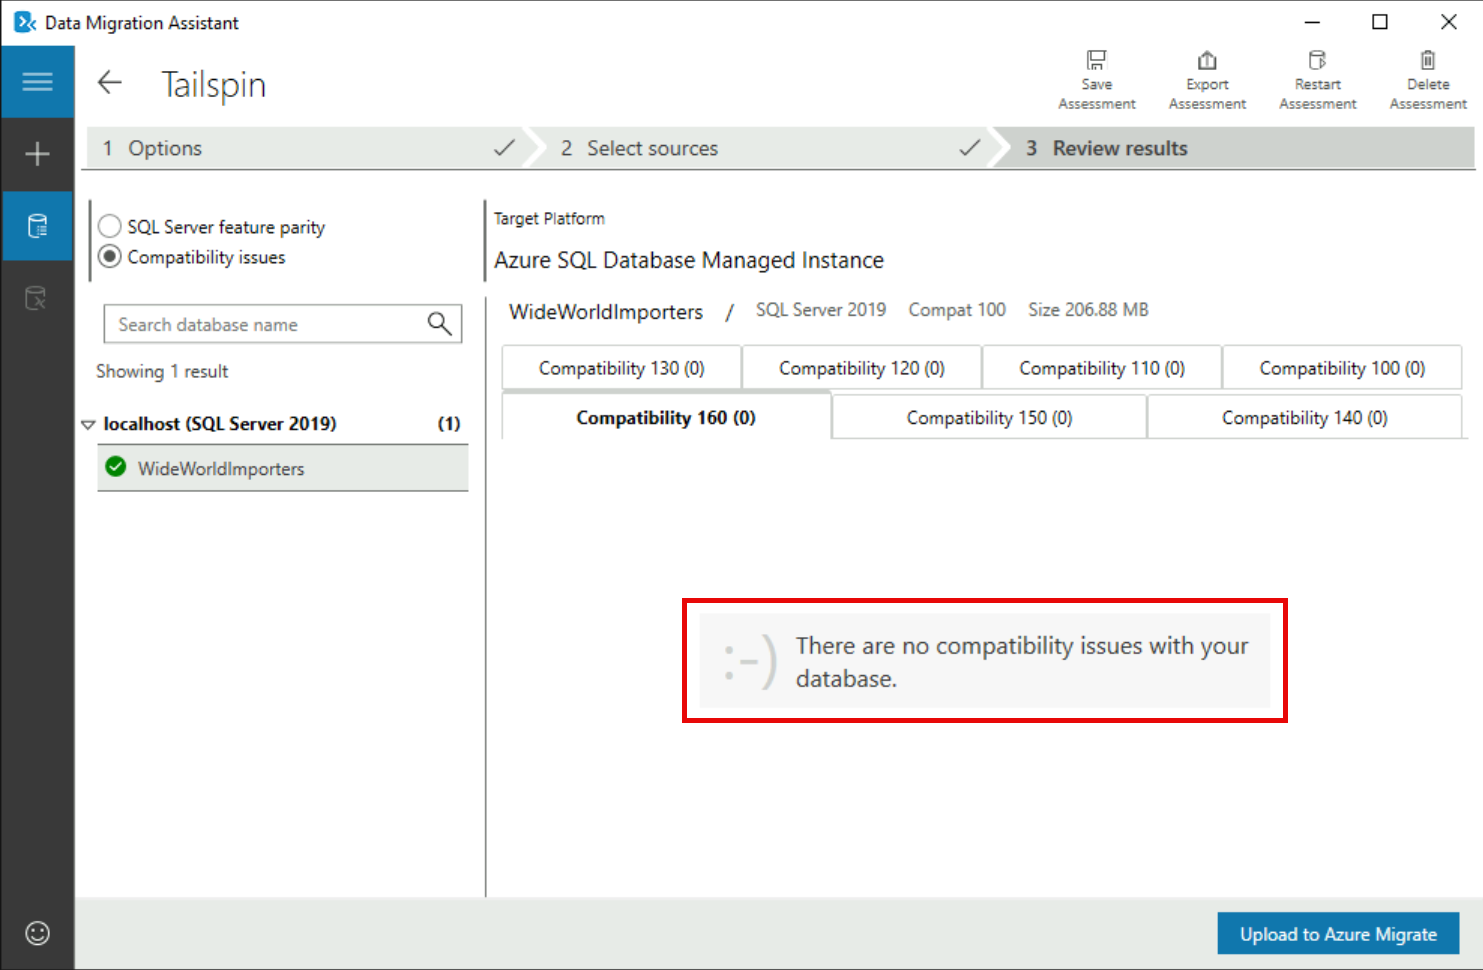 Data Migration Assistant
Tailspin
Save
Assessment
Export
Assessment
Restart
Assessment
Delete
Assessment
1 Options
2 Select sources
3 Review results
SQL Server feature parity
Compatibility issues
Search database name
Showing 1 result
localhost (SQL Server 2019) (1)
WideWorldImporters
Target Platform
Azure SQL Database Managed Instance
WideWorldImporters / SQL Server 2019 Compat 100 Size 206.88 MB
Compatibility 130 (0) Compatibility 120 (0) Compatibility 110 (0) Compatibility 100 (0)
Compatibility 160 (0) Compatibility 150 (0) Compatibility 140 (0)
:-)
There are no compatibility issues with your
database.
Upload to Azure Migrate